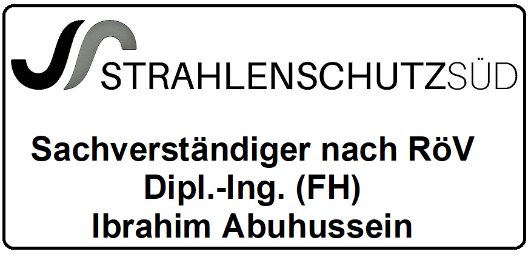 STRAHLENSCHUTZSÜD
Sachverständiger nach RöV
Dipl.-Ing. (FH)
Ibrahim Abuhussein